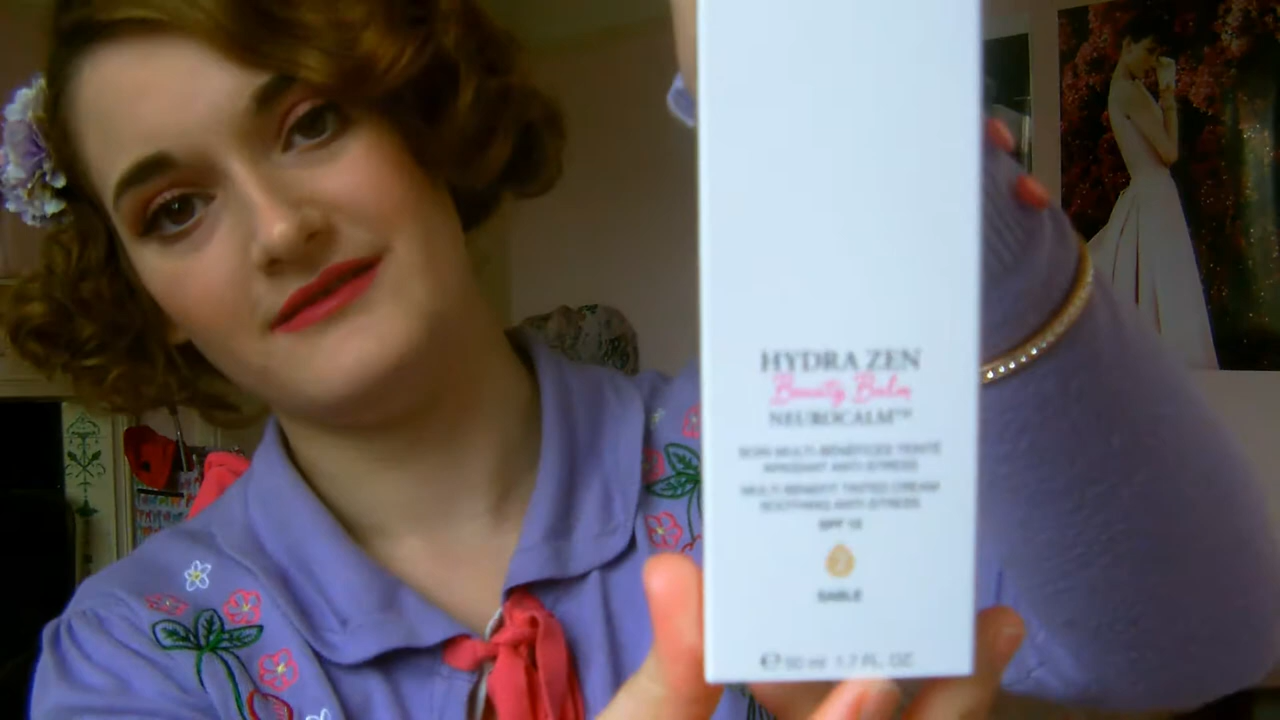 HYDRA ZEN
Beauty Balm
NEUROCALM™
SOIN MULTI-BÉNÉFICES TEINTÉ
APAISANT ANTI-STRESS
MULTI-BENEFIT TINTED CREAM
SOOTHING ANTI-STRESS
SPF 15
2
SABLE
℮ 50 ml 1.7 FL. OZ